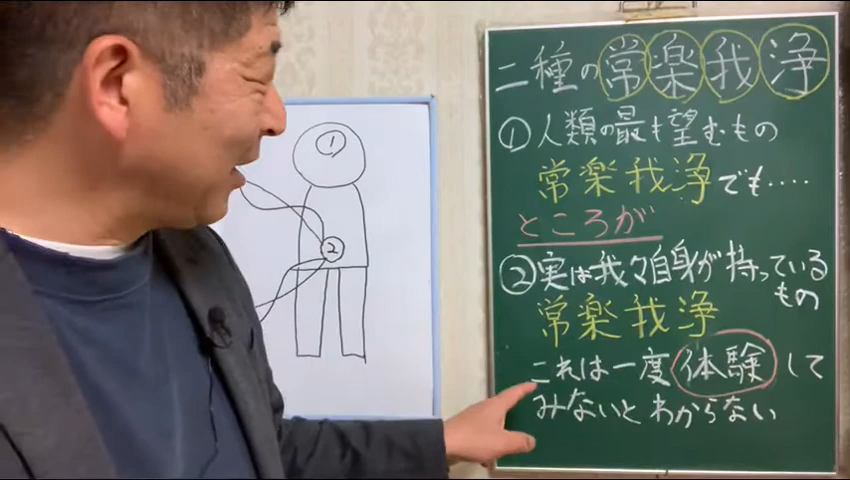 二種の常楽我浄
①人類の最も望むもの
常楽我浄でも‥‥
ところが
②実は我々自身が持っている
もの
常楽我浄
これは一度体験して
みないとわからない
1
2